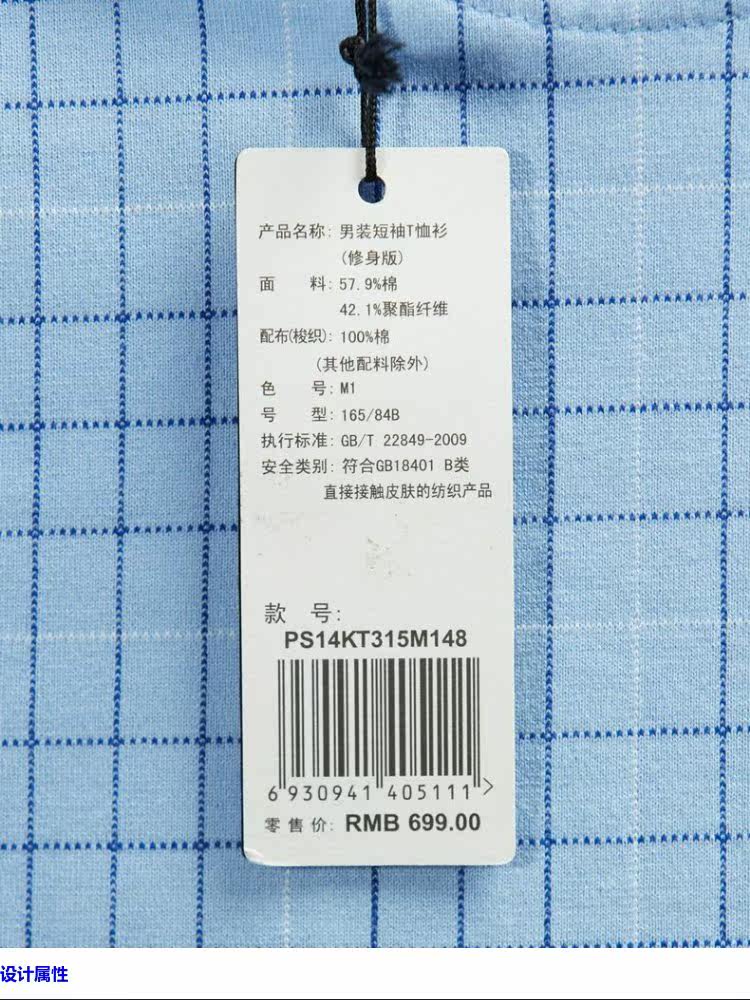 产品名称: 男装短袖T恤衫
(修身版)
面 料: 57.9%棉
42.1%聚酯纤维
配布(梭织): 100%棉
(其他配料除外)
色 号: M1
号 型: 165/84B
执行标准: GB/T 22849-2009
安全类别: 符合GB18401 B类
直接接触皮肤的纺织产品
款 号:
PS14KT315M148
6 930941 405111 >
零售价: RMB 699.00
设计属性